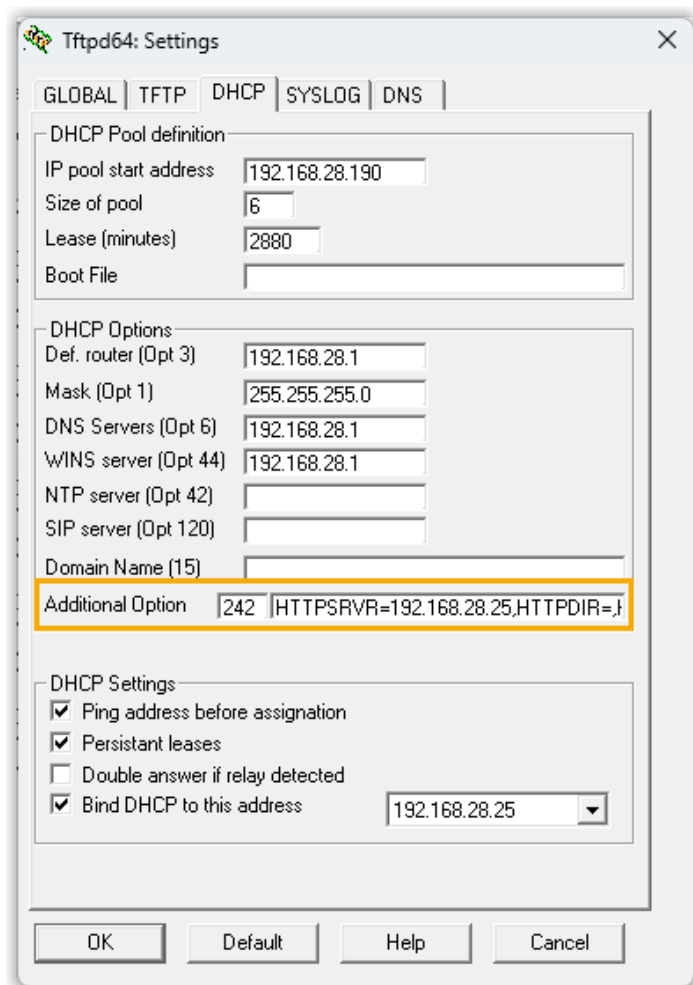 Tftpd64: Settings
GLOBAL TFTP DHCP SYSLOG DNS
DHCP Pool definition
IP pool start address 192.168.28.190
Size of pool 6
Lease (minutes) 2880
Boot File
DHCP Options
Def. router (Opt 3) 192.168.28.1
Mask (Opt 1) 255.255.255.0
DNS Servers (Opt 6) 192.168.28.1
WINS server (Opt 44) 192.168.28.1
NTP server (Opt 42)
SIP server (Opt 120)
Domain Name (15)
Additional Option 242 HTTPSRVR=192.168.28.25,HTTPDIR=,
DHCP Settings
Ping address before assignation
Persistant leases
Double answer if relay detected
Bind DHCP to this address 192.168.28.25
OK Default Help Cancel